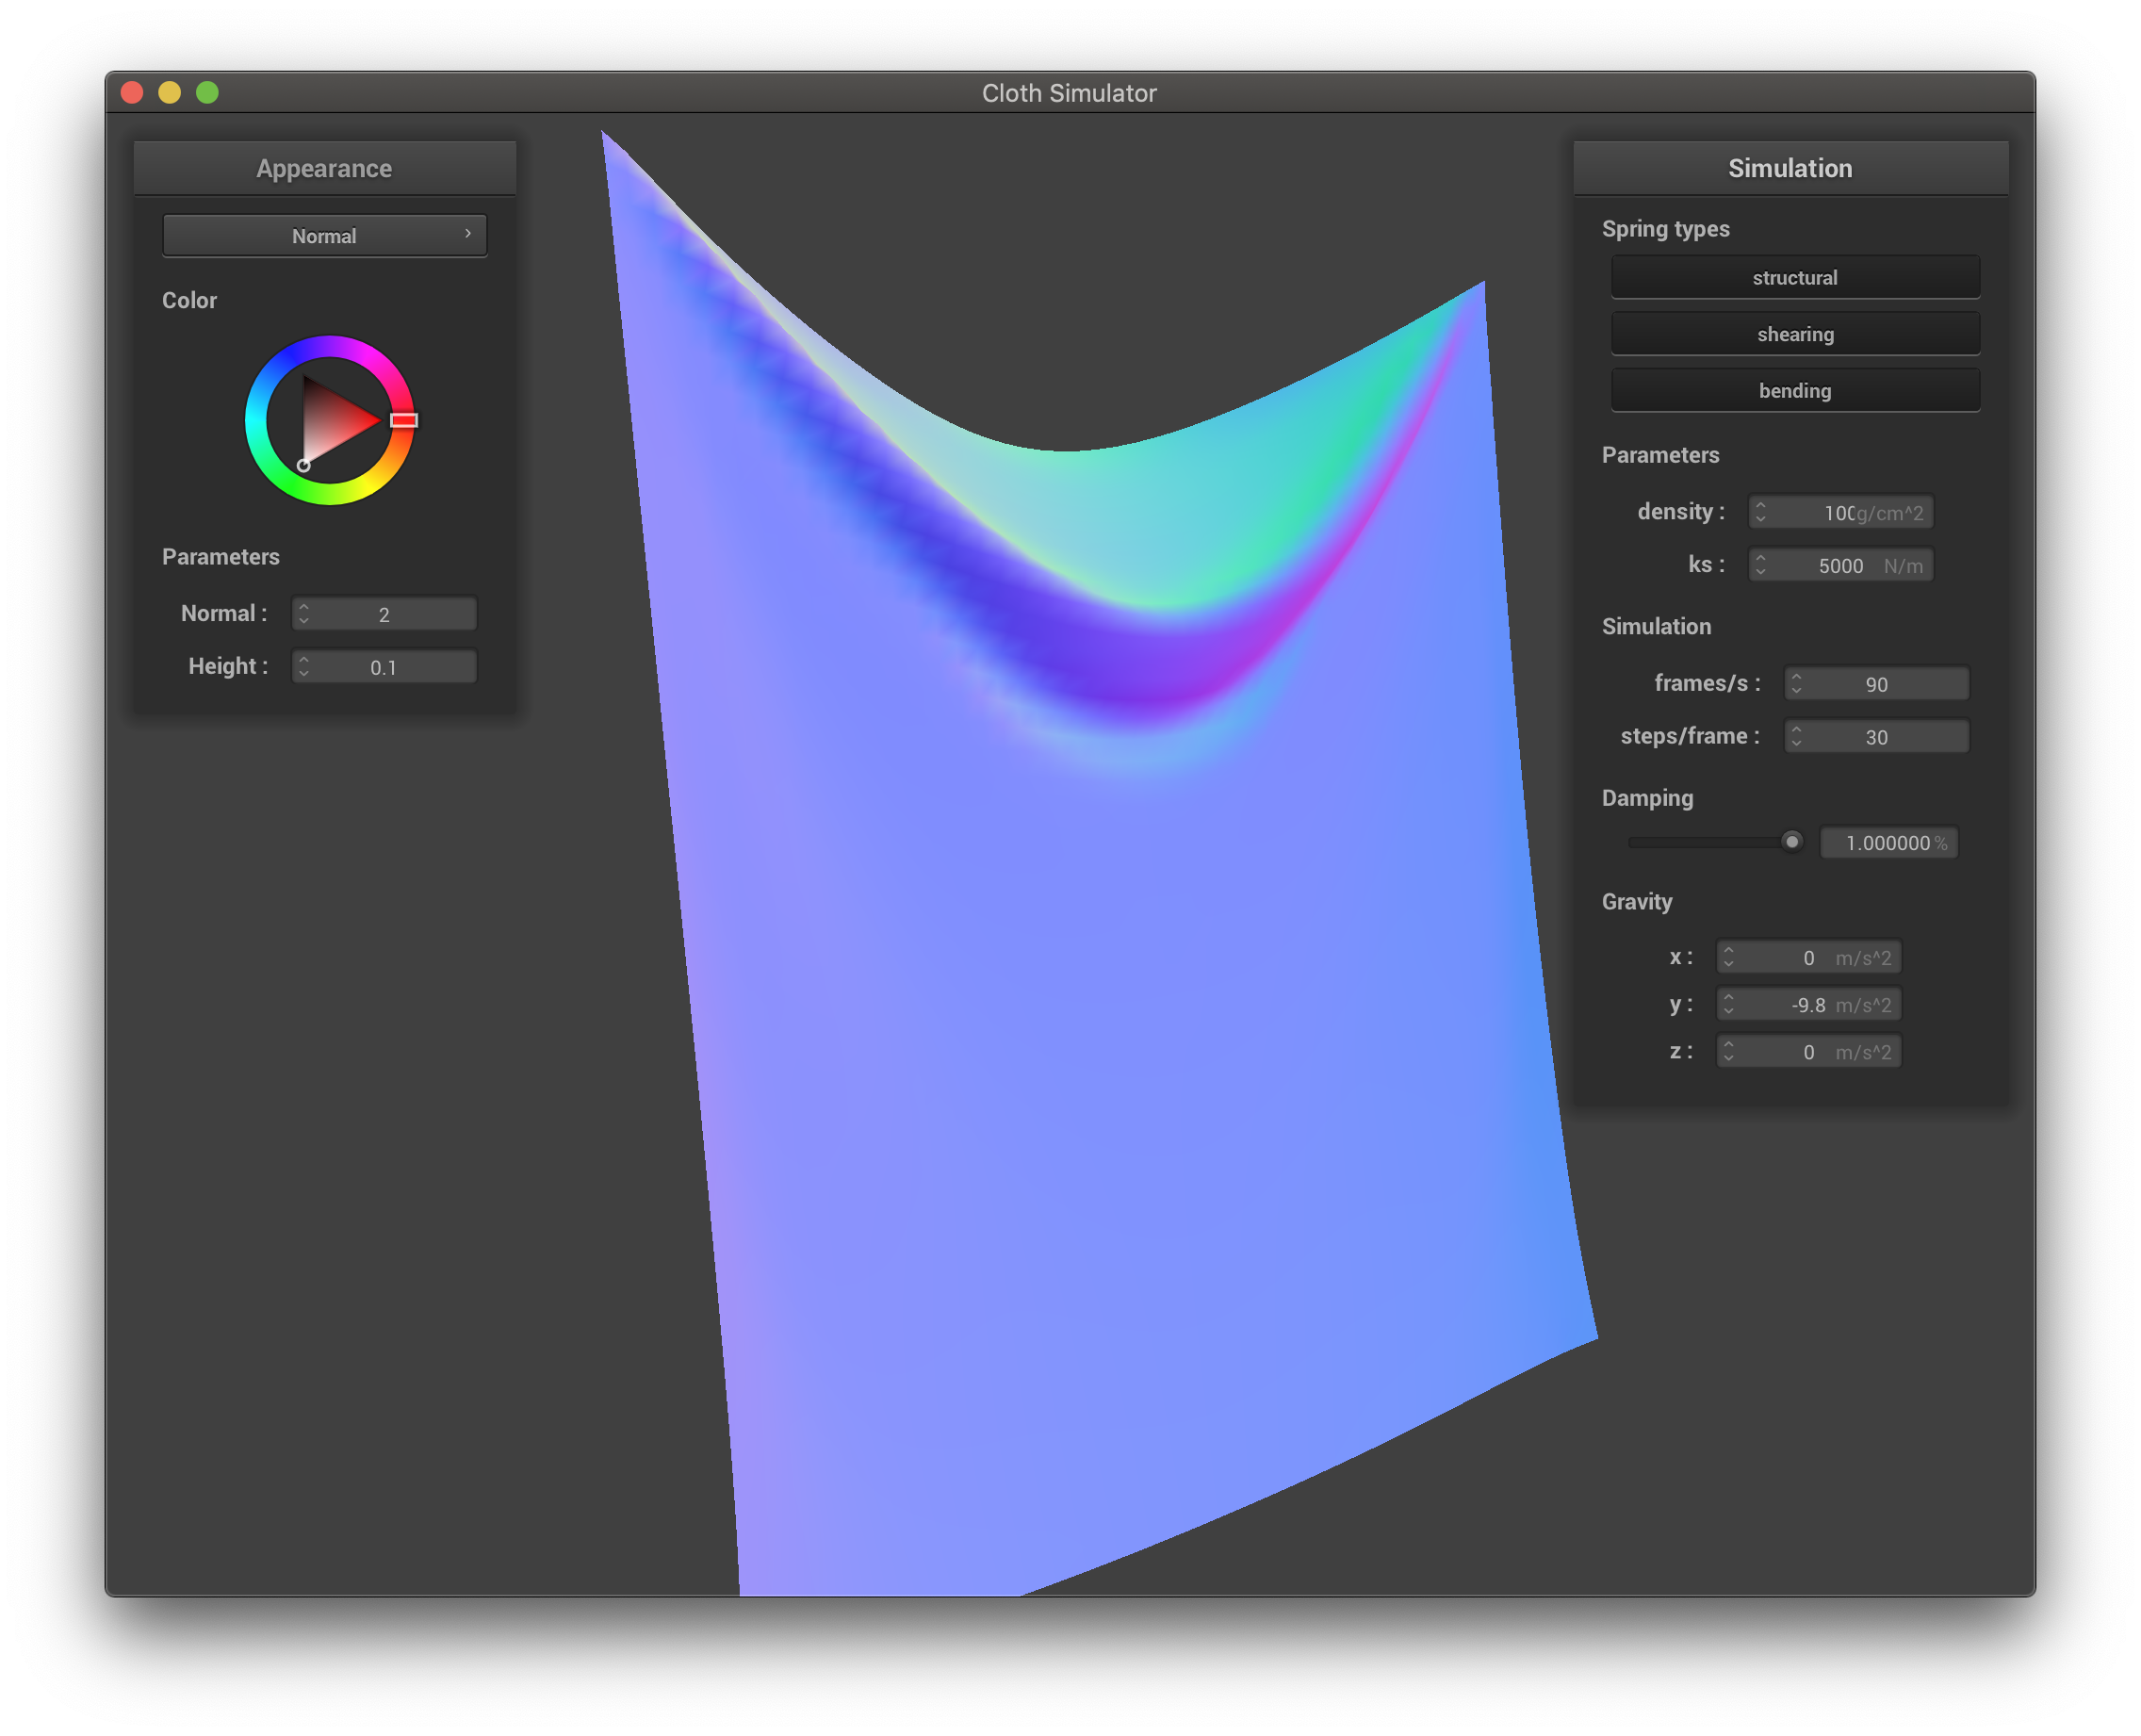 Cloth Simulator
Appearance
Normal
Color
Parameters
Normal : 2
Height : 0.1
Simulation
Spring types
structural
shearing
bending
Parameters
density : 100g/cm^2
ks : 5000 N/m
Simulation
frames/s : 90
steps/frame : 30
Damping
1.000000 %
Gravity
x : 0 m/s^2
y : -9.8 m/s^2
z : 0 m/s^2